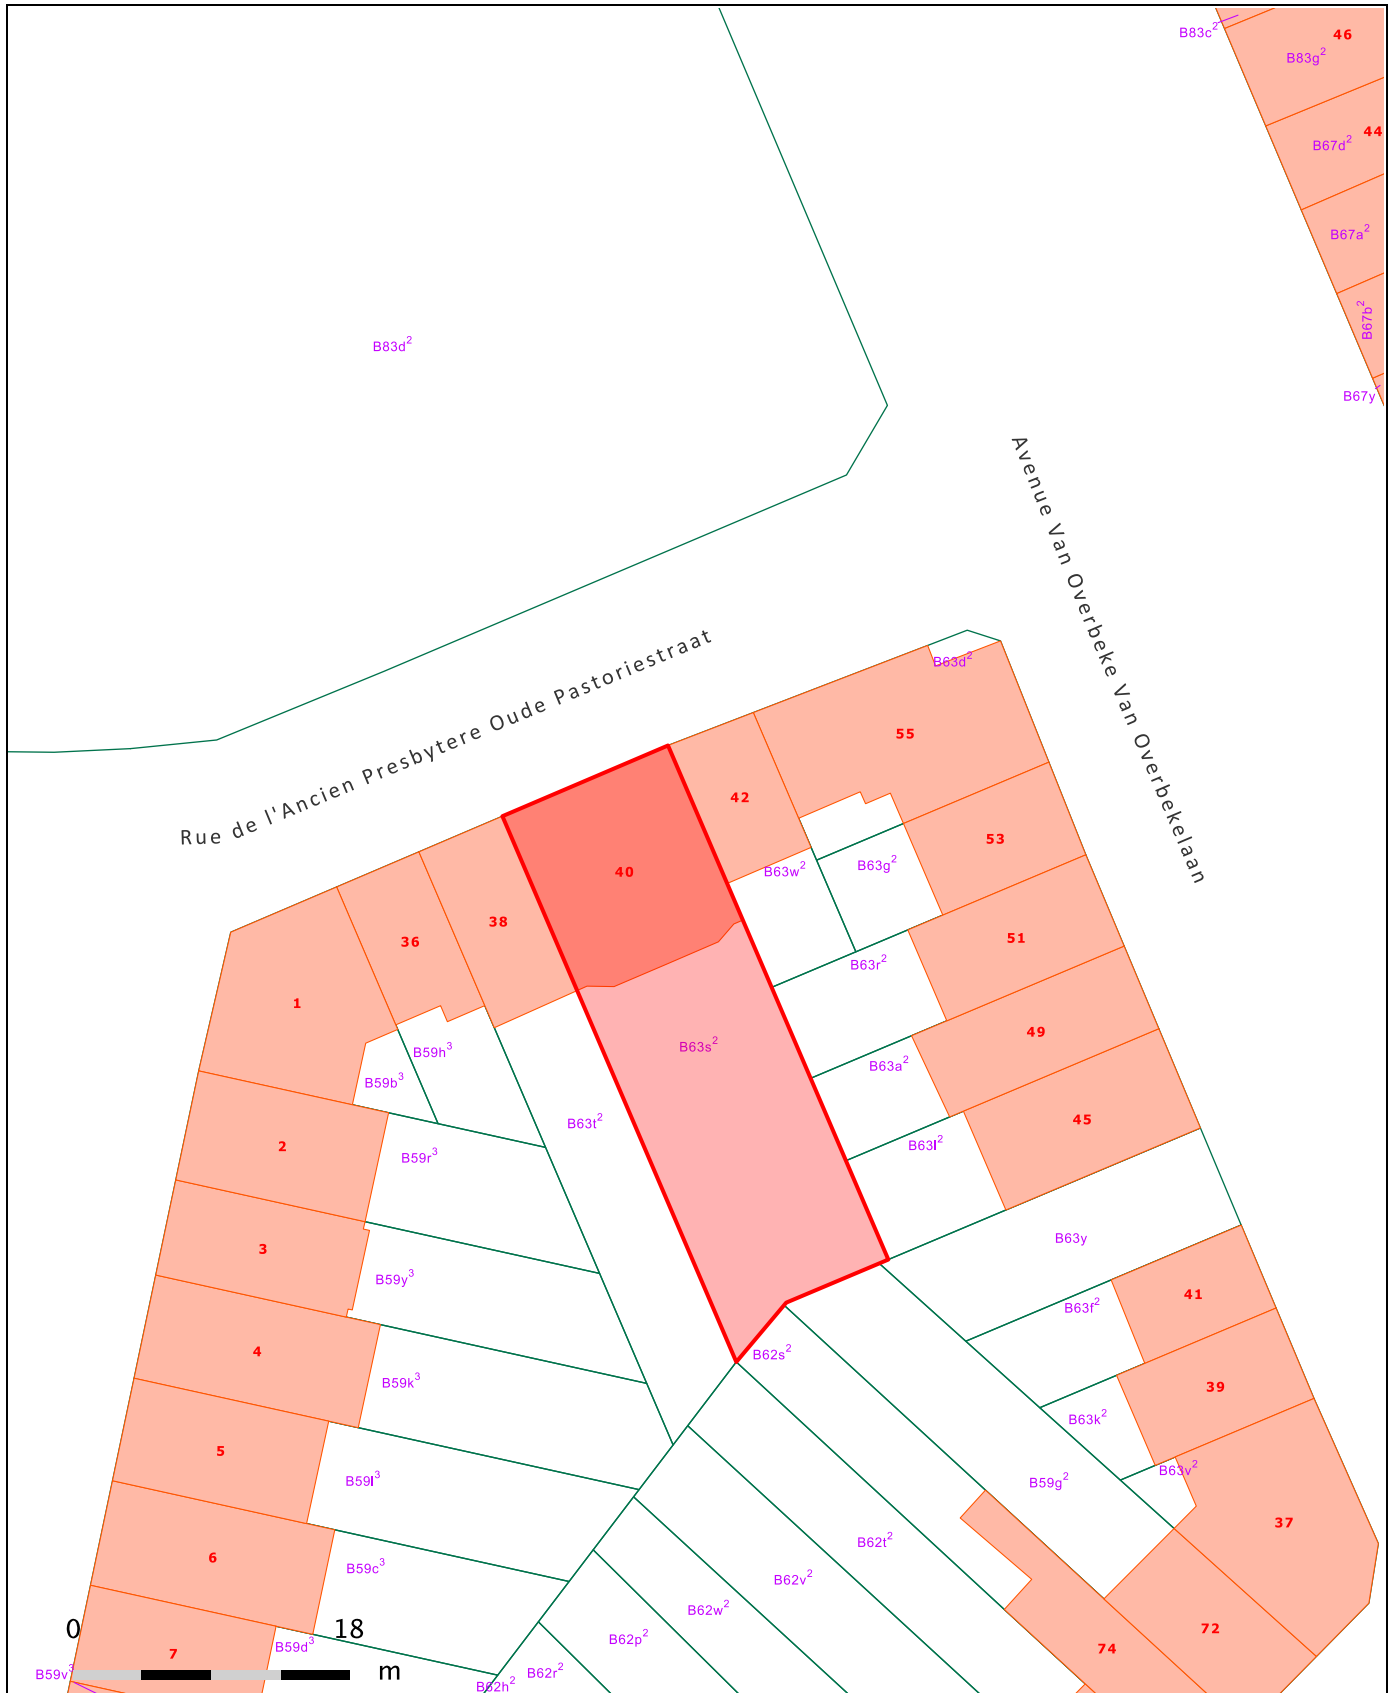 B83c²
46
B83g²
44
B67d²
B67a²
B67b²
B83d²
B67y¹
Avenue Van Overbeke Van Overbekelaan
Rue de l'Ancien Presbytere Oude Pastoriestraat
B63d²
55
42
53
40
B63w²
B63g²
38
36
51
B63r²
1
49
B63s²
B59h³
B63a²
B59b³
B63t²
45
2
B63l²
B59r³
B63y
3
B59y³
41
B63f²
4
B62s²
B59k³
39
B63k²
5
B63v²
B59l³
B59g²
37
B62t²
6
B59c³
B62v²
B62w²
72
0
18
B62p²
B59d³
74
7
m
B59v³
B62r²
B62h²